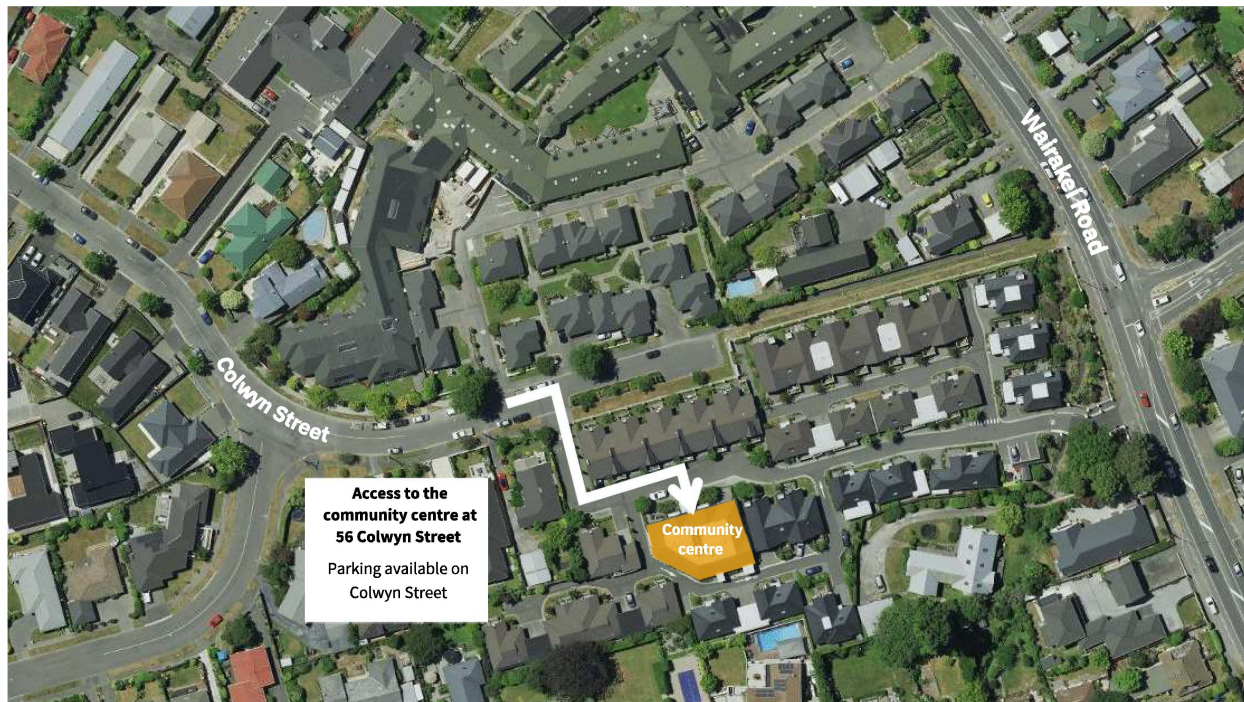 Wairakei Road
Colwyn Street
Access to the
community centre at
56 Colwyn Street
Parking available on
Colwyn Street
Community
centre